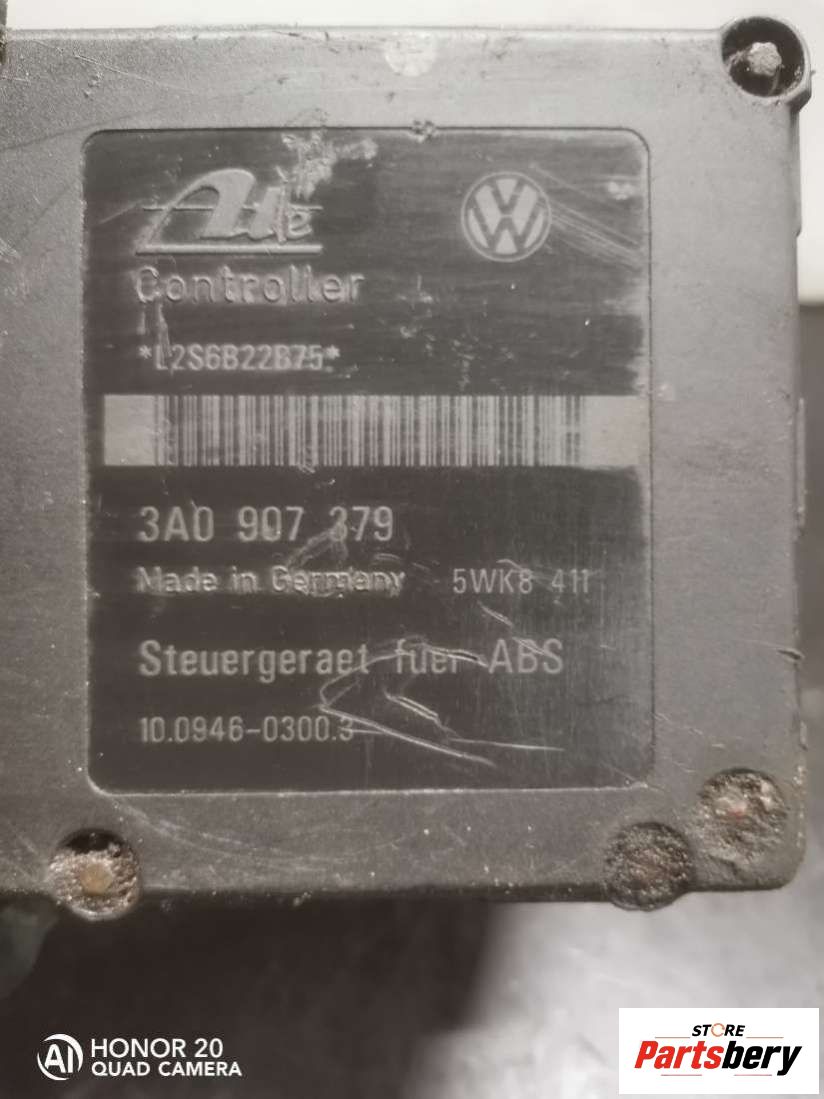 Ate
Controller
*L2S6B22B75*
3A0 907 379
Made in Germany 5WK8 411
Steuergeraet fuer ABS
10.0946-0300.3
AI HONOR 20
QUAD CAMERA
STORE
Partsbery